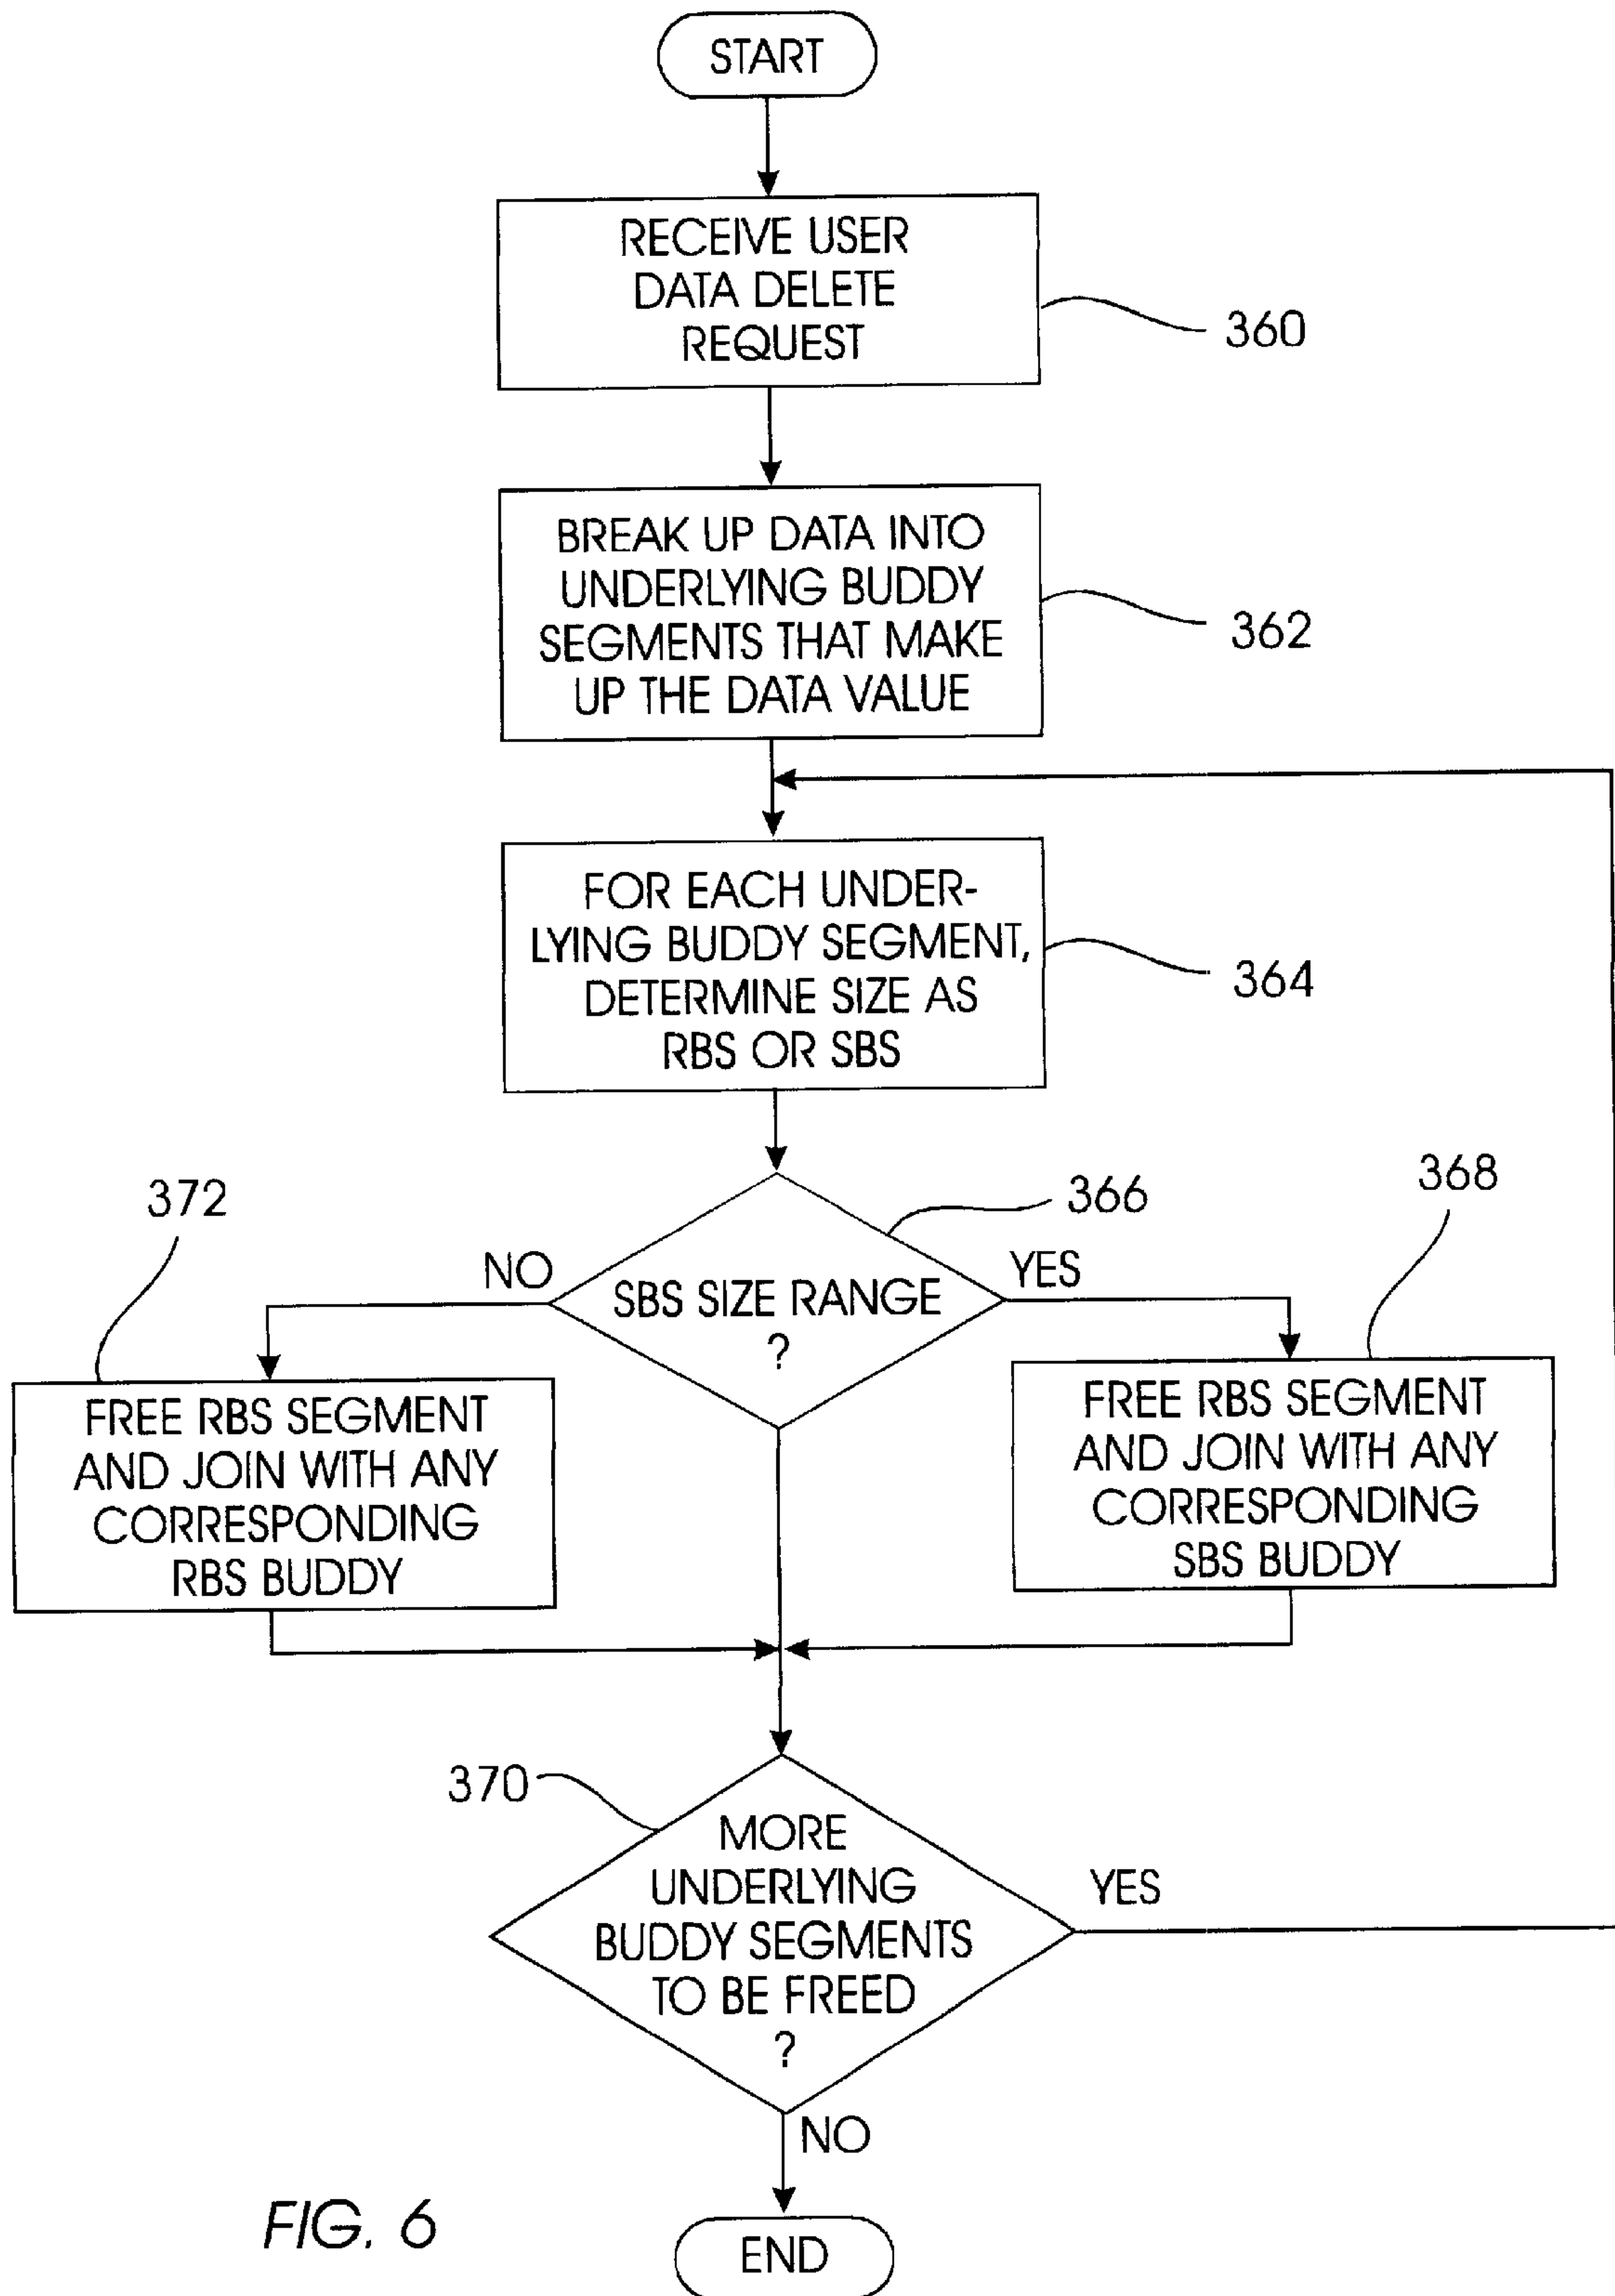 START
RECEIVE USER
DATA DELETE
REQUEST
360
BREAK UP DATA INTO
UNDERLYING BUDDY
SEGMENTS THAT MAKE
UP THE DATA VALUE
362
FOR EACH UNDER-
LYING BUDDY SEGMENT,
DETERMINE SIZE AS
RBS OR SBS
364
372
366
368
NO
YES
SBS SIZE RANGE
?
FREE RBS SEGMENT
AND JOIN WITH ANY
CORRESPONDING
RBS BUDDY
FREE RBS SEGMENT
AND JOIN WITH ANY
CORRESPONDING
SBS BUDDY
370
MORE
UNDERLYING
BUDDY SEGMENTS
TO BE FREED
?
YES
NO
END
FIG. 6